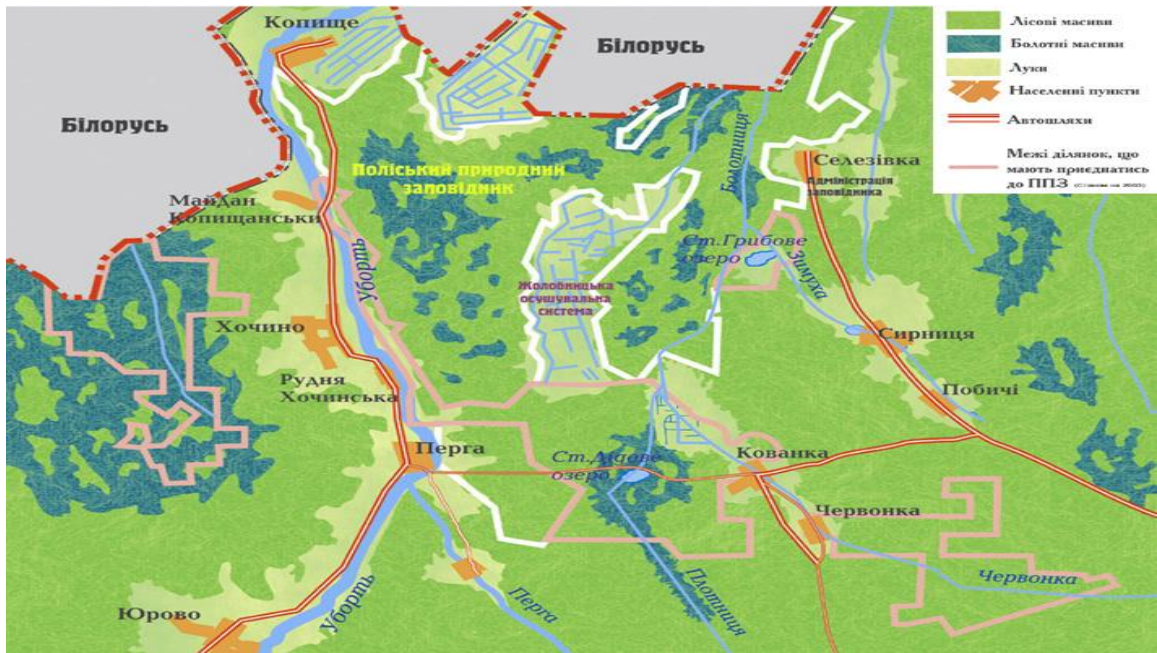 Копище
Білорусь
Білорусь
Лісові масиви
Болотні масиви
Луки
Населенні пункти
Автошляхи
Межі ділянок, що
мають приєднатись
до ППЗ
Поліський природний
заповідник
Болотниця
Селезівка
Адміністрація
заповідника
Майдан
Копищанськи
Уборть
Ст.Грибове
озеро
Зимуха
Жолобницька
осушувальна
система
Хочино
Сирниця
Рудня
Хочинська
Побичі
Перга
Ст.Дідове
озеро
Кованка
Червонка
Червонка
Плотниця
Перга
Уборть
Юрово